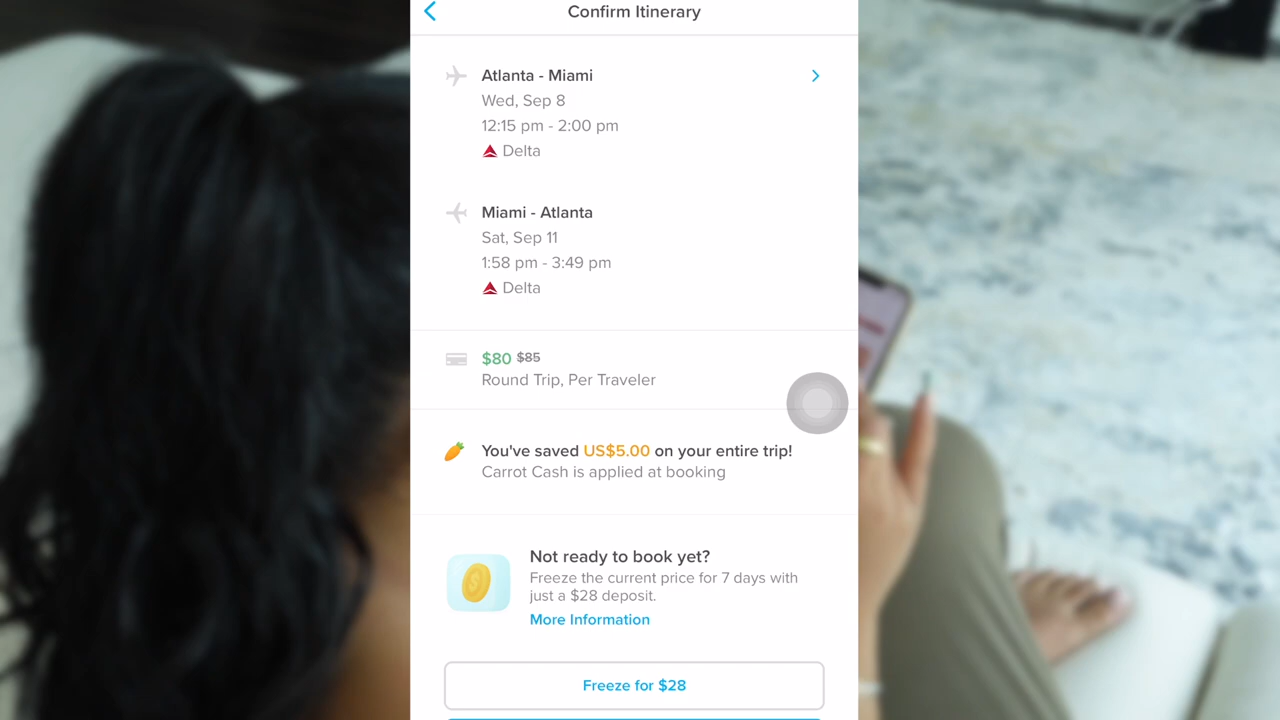 Confirm Itinerary
Atlanta - Miami
Wed, Sep 8
12:15 pm - 2:00 pm
Delta
Miami - Atlanta
Sat, Sep 11
1:58 pm - 3:49 pm
Delta
$80 $85
Round Trip, Per Traveler
You've saved US$5.00 on your entire trip!
Carrot Cash is applied at booking
Not ready to book yet?
Freeze the current price for 7 days with
just a $28 deposit.
More Information
Freeze for $28